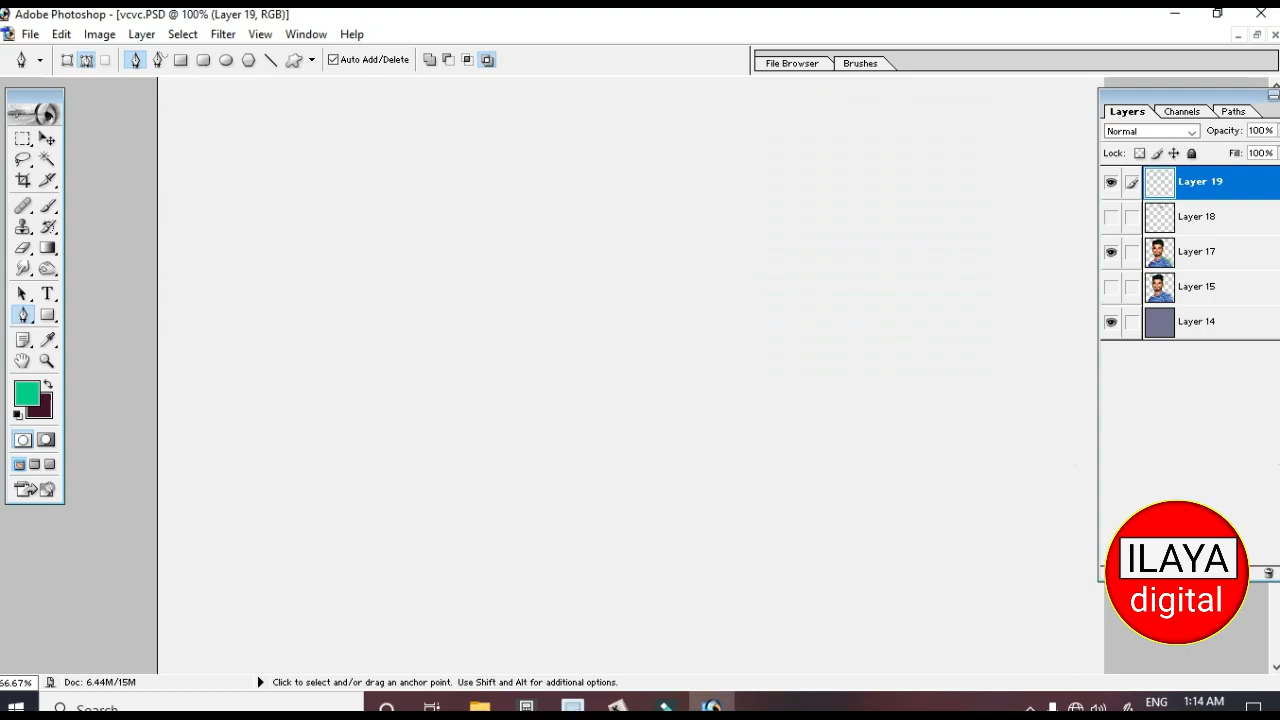 Adobe Photoshop - [vcvc.PSD @ 100% (Layer 19, RGB)]
File Edit Image Layer Select Filter View Window Help
Auto Add/Delete
File Browser Brushes
Layers Channels Paths
Normal Opacity: 100%
Lock: Fill: 100%
Layer 19
Layer 18
Layer 17
Layer 15
Layer 14
T
ILAYA
digital
66.67% Doc: 6.44M/15M Click to select and/or drag an anchor point. Use Shift and Alt for additional options.
Search ENG 1:14 AM